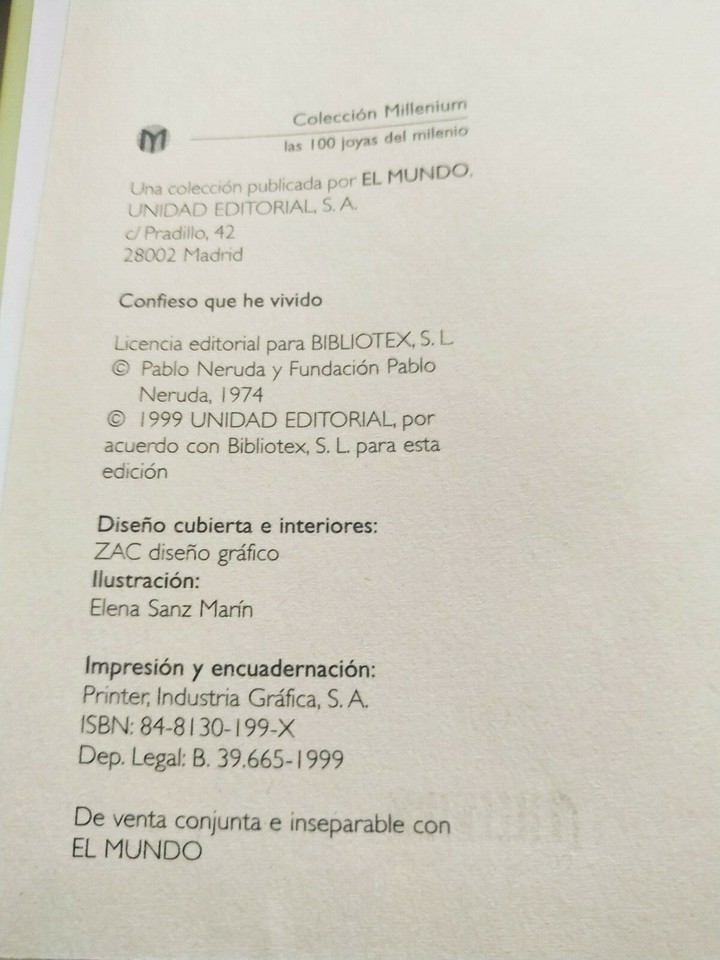 M
Colección Millenium
las 100 joyas del milenio
Una colección publicada por EL MUNDO,
UNIDAD EDITORIAL, S. A.
c/ Pradillo, 42
28002 Madrid
Confieso que he vivido
Licencia editorial para BIBLIOTEX, S. L.
© Pablo Neruda y Fundación Pablo
Neruda, 1974
© 1999 UNIDAD EDITORIAL, por
acuerdo con Bibliotex, S. L. para esta
edición
Diseño cubierta e interiores:
ZAC diseño gráfico
Ilustración:
Elena Sanz Marín
Impresión y encuadernación:
Printer, Industria Gráfica, S. A.
ISBN: 84-8130-199-X
Dep. Legal: B. 39.665-1999
De venta conjunta e inseparable con
EL MUNDO